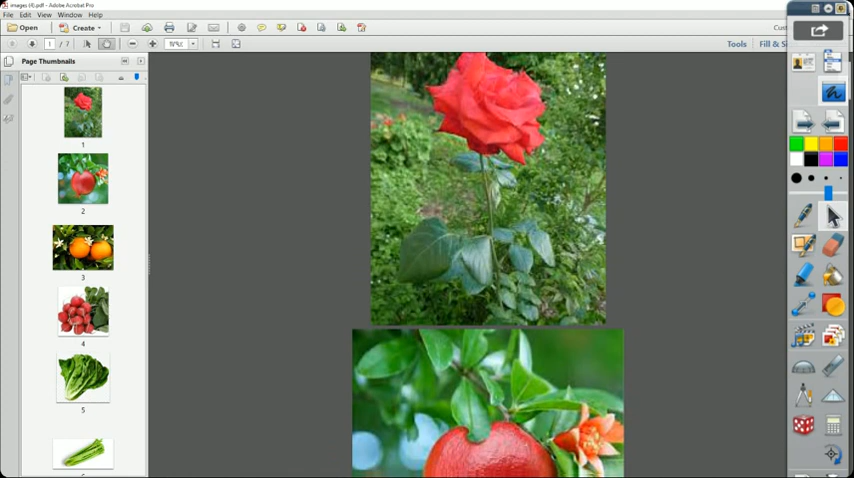 images (4).pdf - Adobe Acrobat Pro
File Edit View Window Help
Open Create
1 / 7 Tools Fill &
Page Thumbnails
1
2
3
4
5